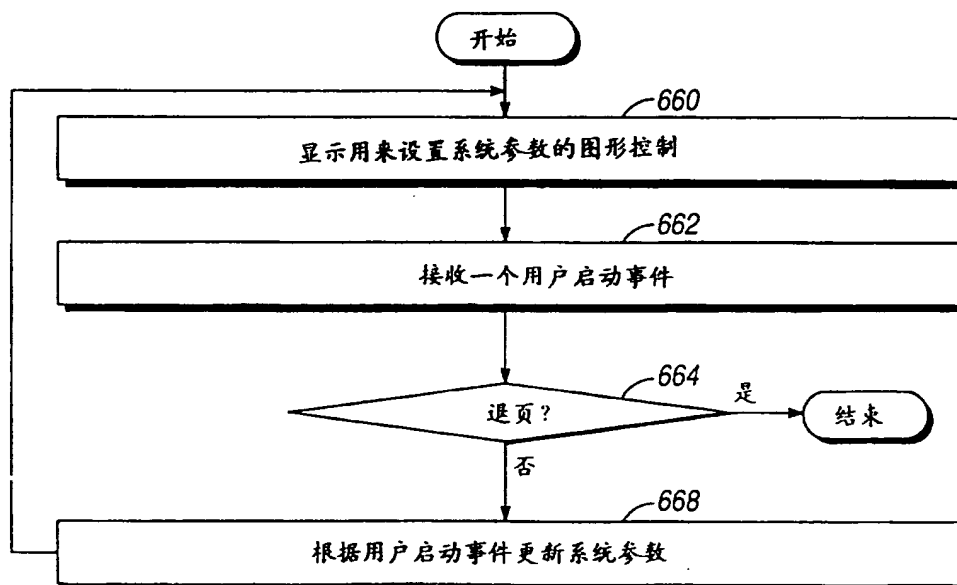 开始
660
显示用来设置系统参数的图形控制
662
接收一个用户启动事件
664
退页？
是
结束
否
668
根据用户启动事件更新系统参数